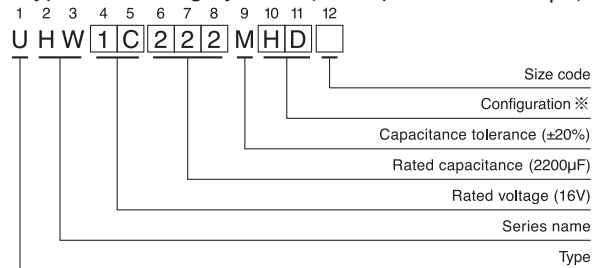 1 2 3 4 5 6 7 8 9 10 11 12
U H W 1 C 2 2 2 M H D
Size code
Configuration ※
Capacitance tolerance (±20%)
Rated capacitance (2200µF)
Rated voltage (16V)
Series name
Type